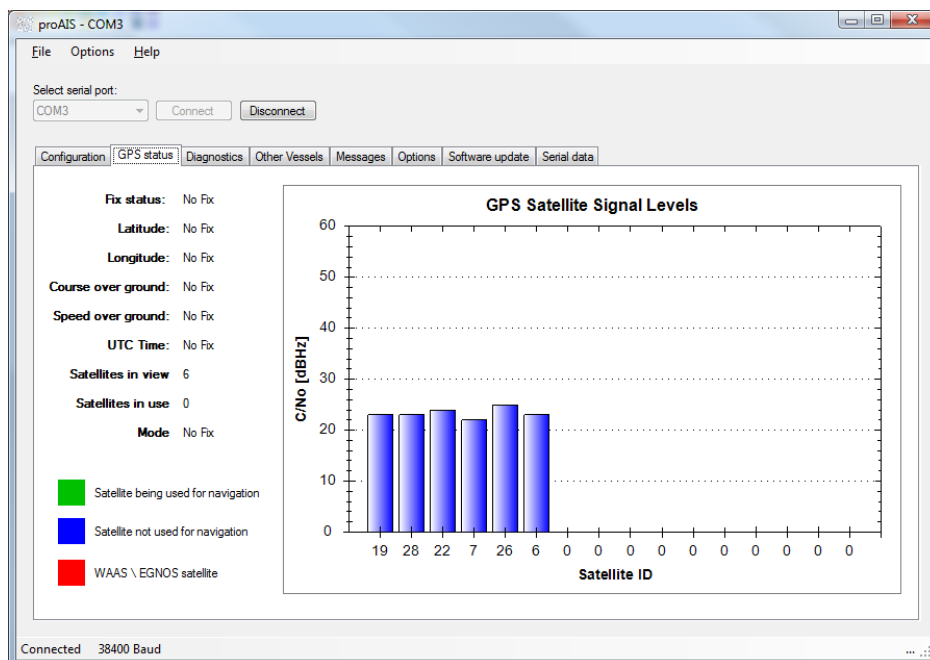 proAIS - COM3
File Options Help
Select serial port:
COM3 Connect Disconnect
Configuration GPS status Diagnostics Other Vessels Messages Options Software update Serial data
Fix status: No Fix
Latitude: No Fix
Longitude: No Fix
Course over ground: No Fix
Speed over ground: No Fix
UTC Time: No Fix
Satellites in view 6
Satellites in use 0
Mode No Fix
Satellite being used for navigation
Satellite not used for navigation
WAAS \ EGNOS satellite
GPS Satellite Signal Levels
C/No [dBHz]
60
50
40
30
20
10
0
19 28 22 7 26 6 0 0 0 0 0 0 0 0 0 0
Satellite ID
Connected 38400 Baud ...